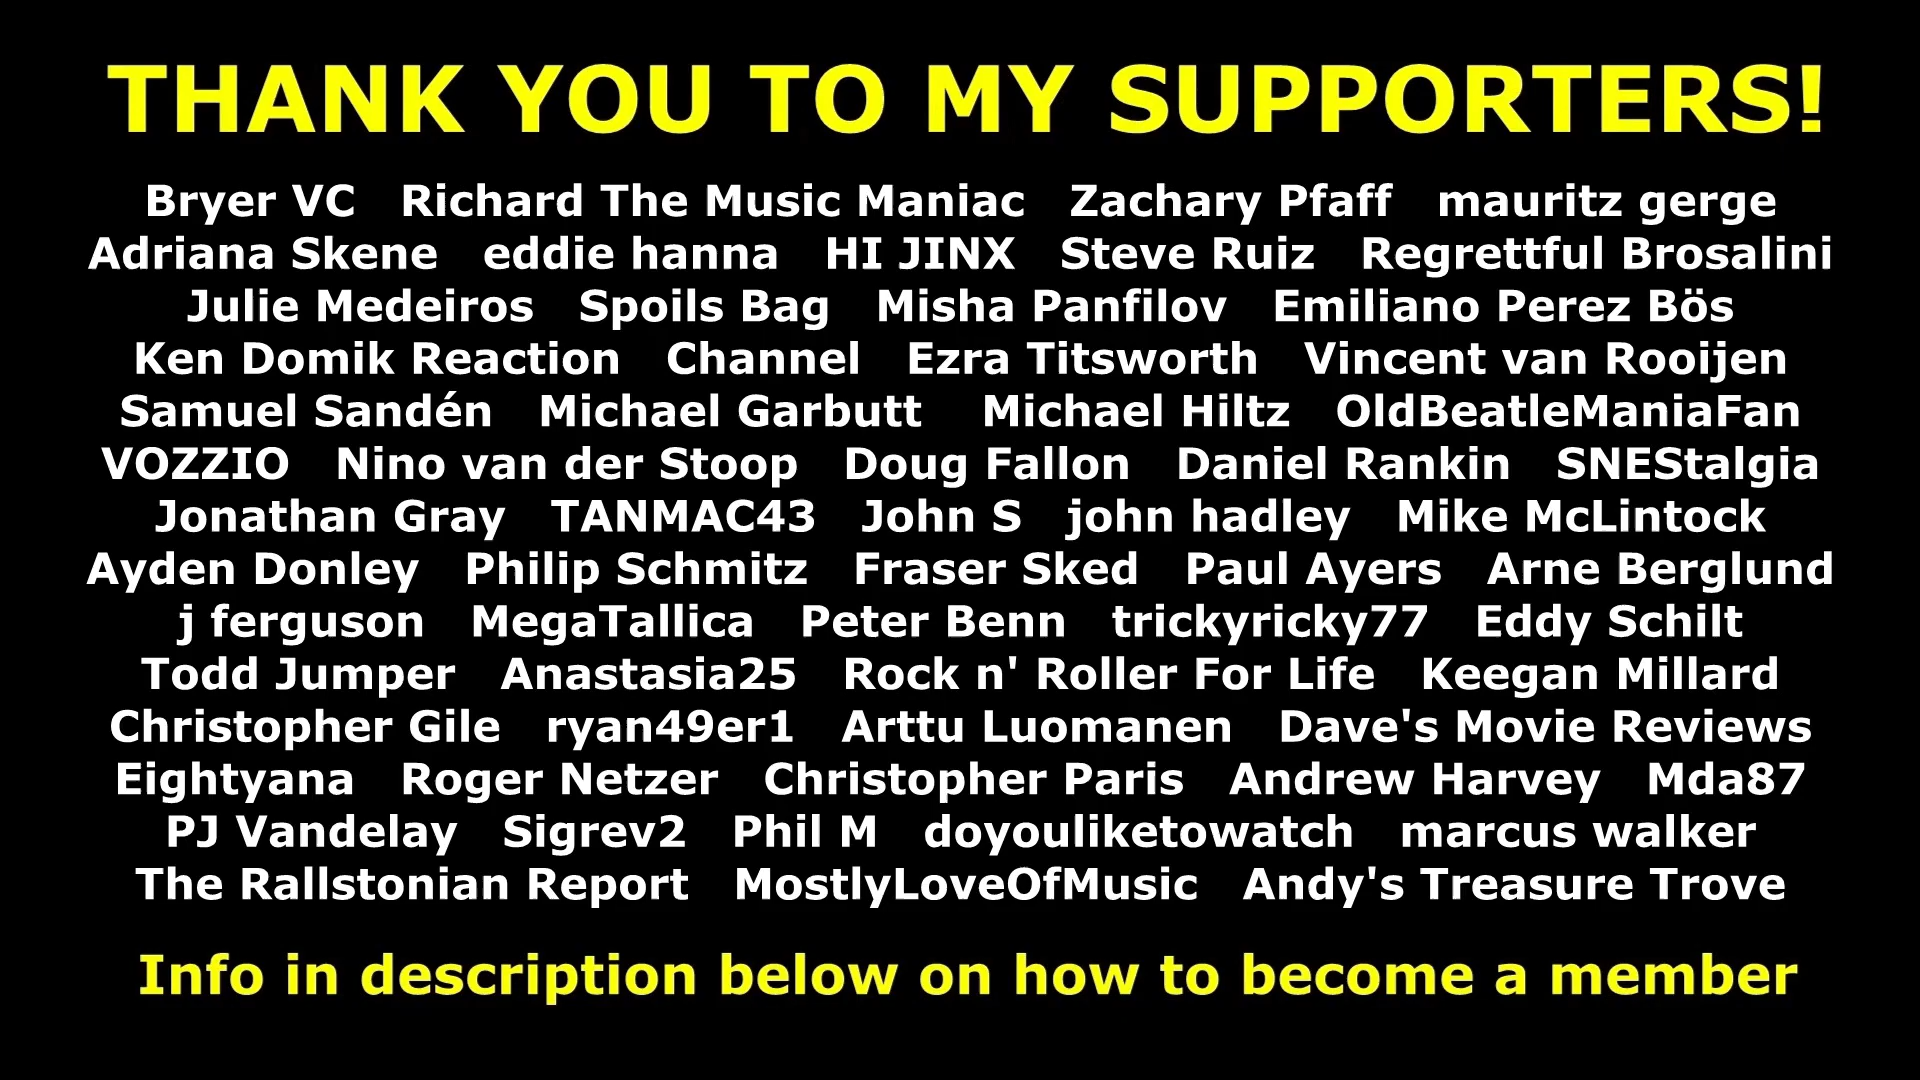 THANK YOU TO MY SUPPORTERS!
Bryer VC Richard The Music Maniac Zachary Pfaff mauritz gerge
Adriana Skene eddie hanna HI JINX Steve Ruiz Regrettful Brosalini
Julie Medeiros Spoils Bag Misha Panfilov Emiliano Perez Bös
Ken Domik Reaction Channel Ezra Titsworth Vincent van Rooijen
Samuel Sandén Michael Garbutt Michael Hiltz OldBeatleManiaFan
VOZZIO Nino van der Stoop Doug Fallon Daniel Rankin SNEStalgia
Jonathan Gray TANMAC43 John S john hadley Mike McLintock
Ayden Donley Philip Schmitz Fraser Sked Paul Ayers Arne Berglund
j ferguson MegaTallica Peter Benn trickyricky77 Eddy Schilt
Todd Jumper Anastasia25 Rock n' Roller For Life Keegan Millard
Christopher Gile ryan49er1 Arttu Luomanen Dave's Movie Reviews
Eightyana Roger Netzer Christopher Paris Andrew Harvey Mda87
PJ Vandelay Sigrev2 Phil M doyouliketowatch marcus walker
The Rallstonian Report MostlyLoveOfMusic Andy's Treasure Trove
Info in description below on how to become a member